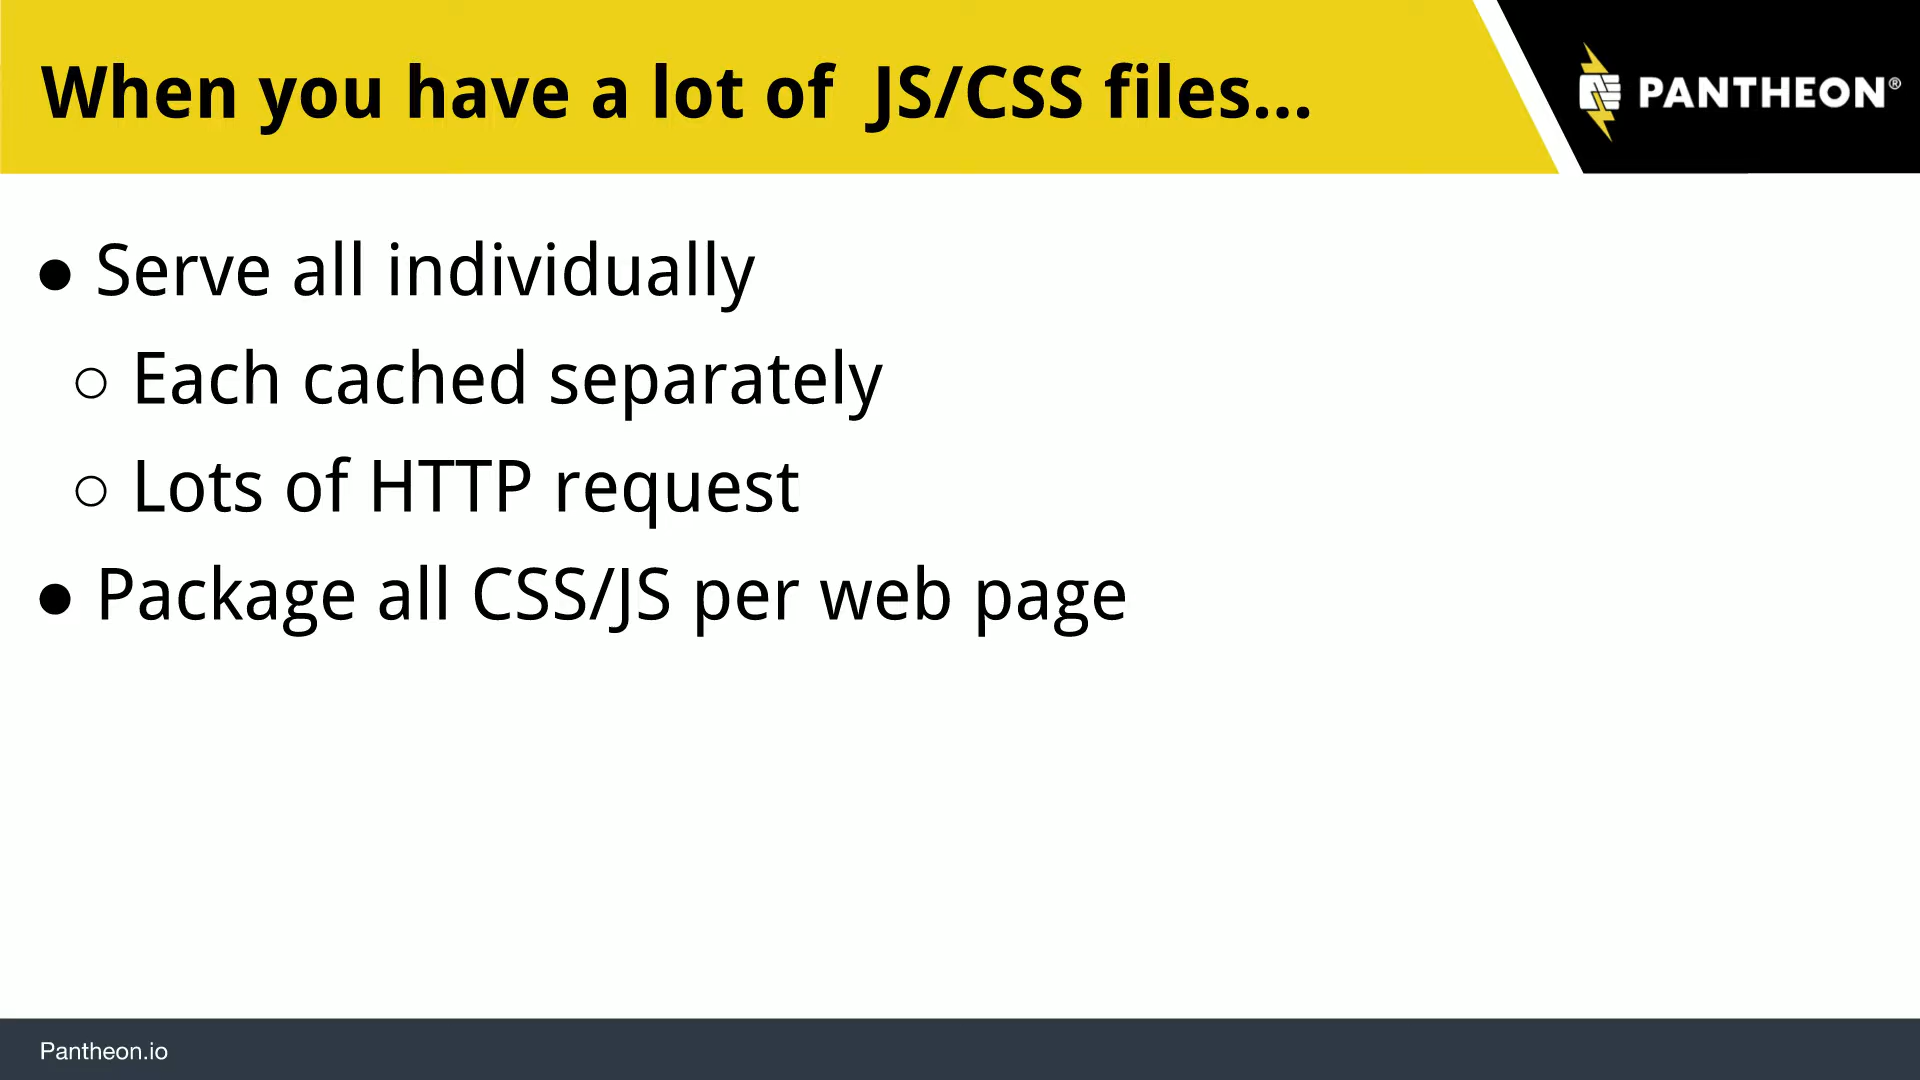 When you have a lot of  JS/CSS files...
PANTHEON®
● Serve all individually
○ Each cached separately
○ Lots of HTTP request
● Package all CSS/JS per web page
Pantheon.io